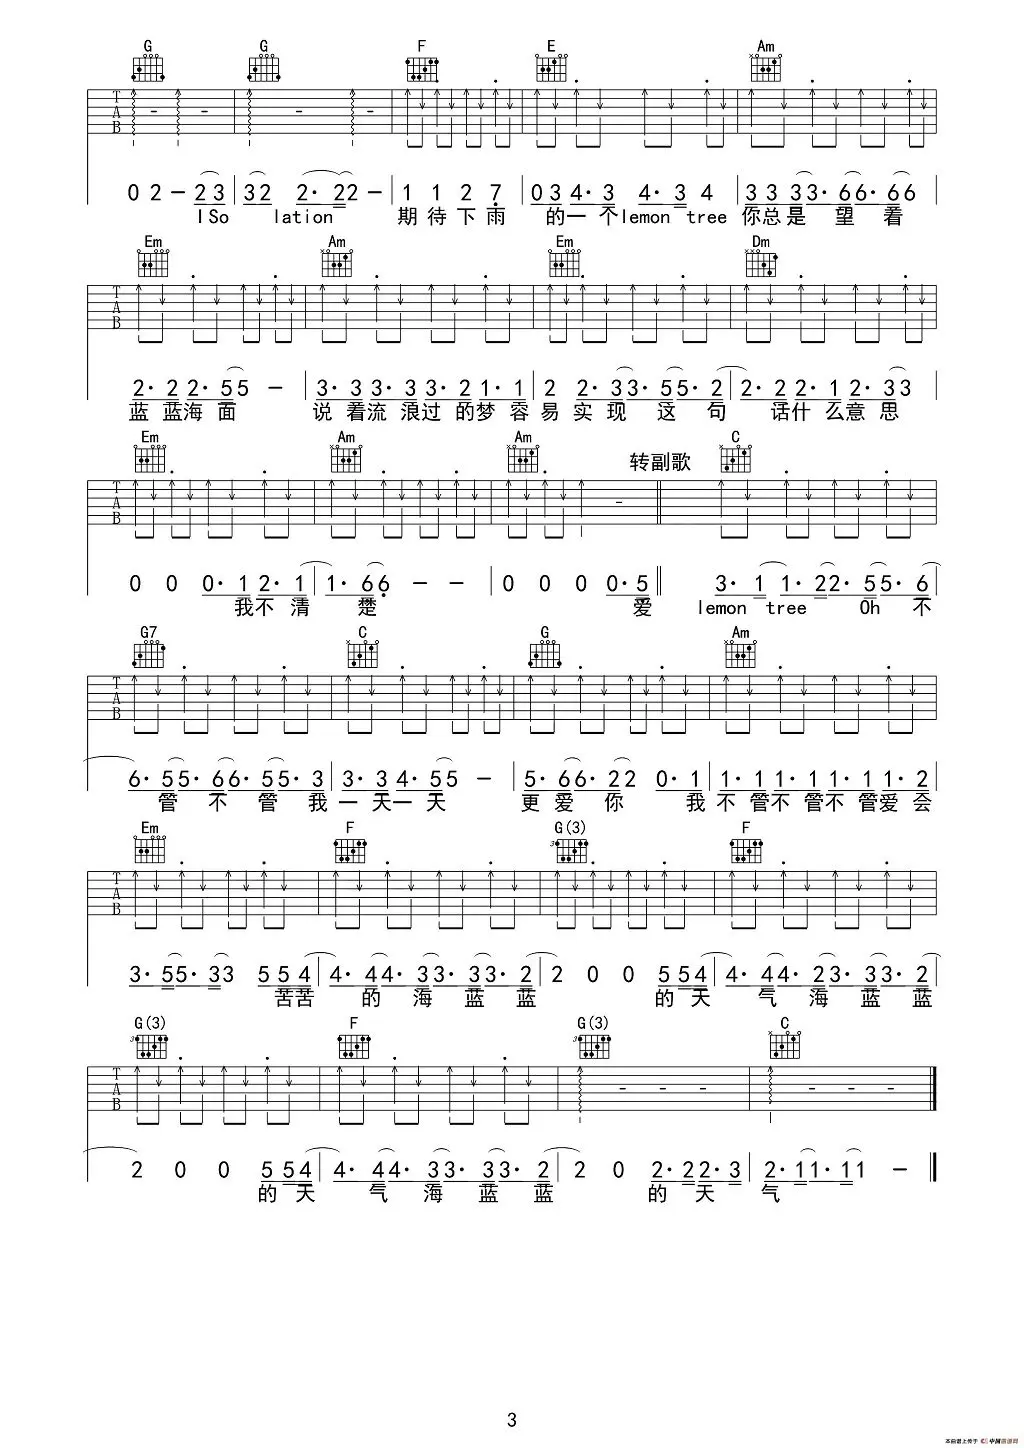 G G F E Am
T A B
0 2 - 2 3 3 2 2· 2 2 - 1 1 2 7 0 3 4· 3 4· 3 4 3 3 3 3· 6 6· 6 6
ISo lation 期待下雨 的一个lemon tree 你总是 望 着
Em Am Em Dm
T A B
2· 2 2· 5 5 - 3· 3 3· 3 3· 2 1· 1 2 2· 3 3· 5 5· 2 2· 2 2· 1 2· 3 3
蓝 蓝海 面 说 着流 浪过 的梦 容 易 实 现 这 句 话什 么意 思
Em Am Am 转副歌 C
T A B
0 0 0· 1 2· 1 1· 6 6 - - 0 0 0 0· 5 3· 1 1· 2 2· 5 5· 6
我不 清 楚 爱 lemon tree Oh 不
G7 C G Am
T A B
6· 5 5· 6 6· 5 5· 3 3· 3 4· 5 5 - 5· 6 6· 2 2 0· 1 1· 1 1· 1 1· 1 1· 2
管 不 管 我 一 天一 天 更 爱 你 我 不 管不 管不 管爱 会
Em F G(3) F
T A B
3· 5 5· 3 3 5 5 4 4· 4 4· 3 3· 3 3· 2 2 0 0 5 5 4 4· 4 4· 2 3· 3 3· 2
苦苦 的 海 蓝 蓝 的 天 气 海 蓝 蓝
G(3) F G(3) C
T A B
2 0 0 5 5 4 4· 4 4· 3 3· 3 3· 2 2 0 2· 2 2· 3 2· 1 1· 1 1 -
的 天 气 海 蓝 蓝 的 天 气
3
本曲谱上传于 中国曲谱网